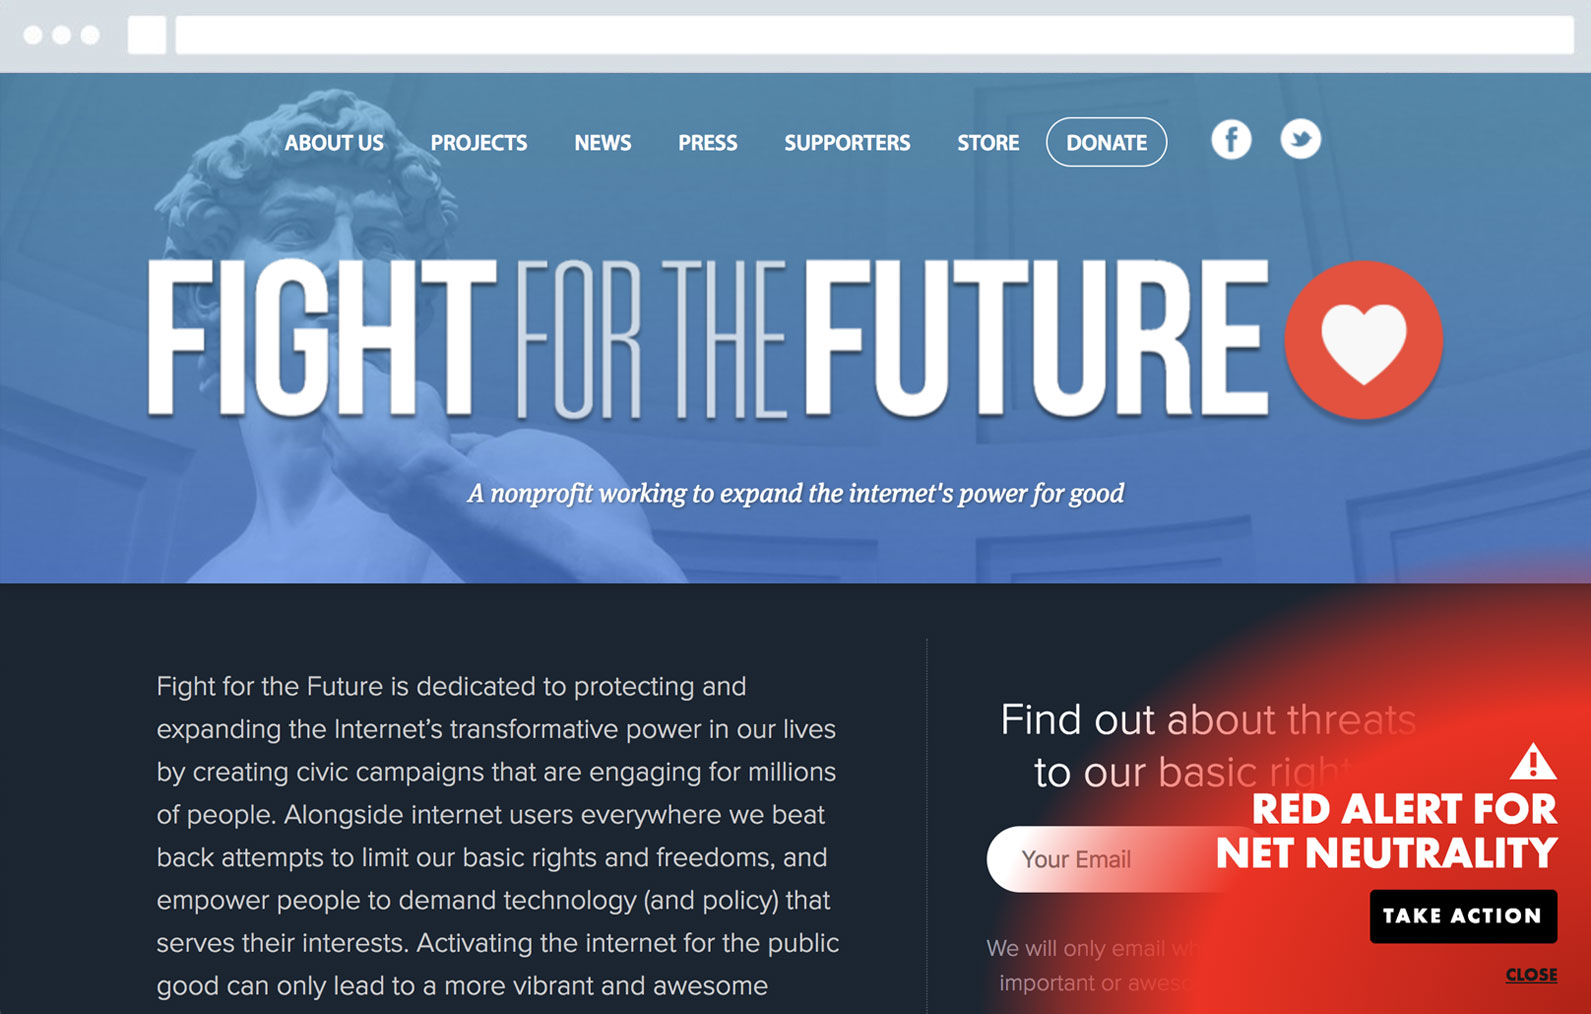 ABOUT US PROJECTS NEWS PRESS SUPPORTERS STORE DONATE
FIGHT FOR THE FUTURE
A nonprofit working to expand the internet's power for good
Fight for the Future is dedicated to protecting and
expanding the Internet’s transformative power in our lives
by creating civic campaigns that are engaging for millions
of people. Alongside internet users everywhere we beat
back attempts to limit our basic rights and freedoms, and
empower people to demand technology (and policy) that
serves their interests. Activating the internet for the public
good can only lead to a more vibrant and awesome
Find out about threats
to our basic right
Your Email
We will only email
important or
RED ALERT FOR
NET NEUTRALITY
TAKE ACTION
CLOSE